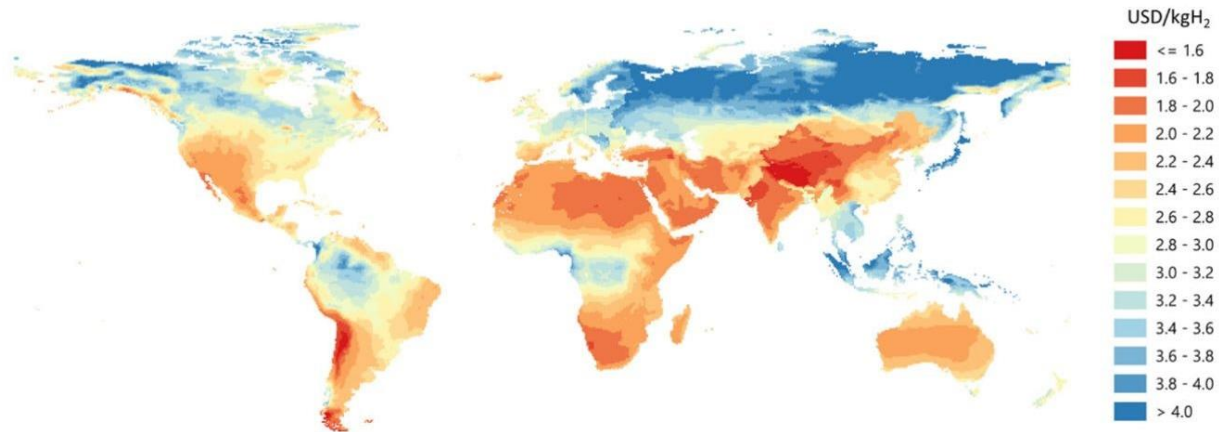 USD/kgH₂
<= 1.6
1.6 - 1.8
1.8 - 2.0
2.0 - 2.2
2.2 - 2.4
2.4 - 2.6
2.6 - 2.8
2.8 - 3.0
3.0 - 3.2
3.2 - 3.4
3.4 - 3.6
3.6 - 3.8
3.8 - 4.0
> 4.0